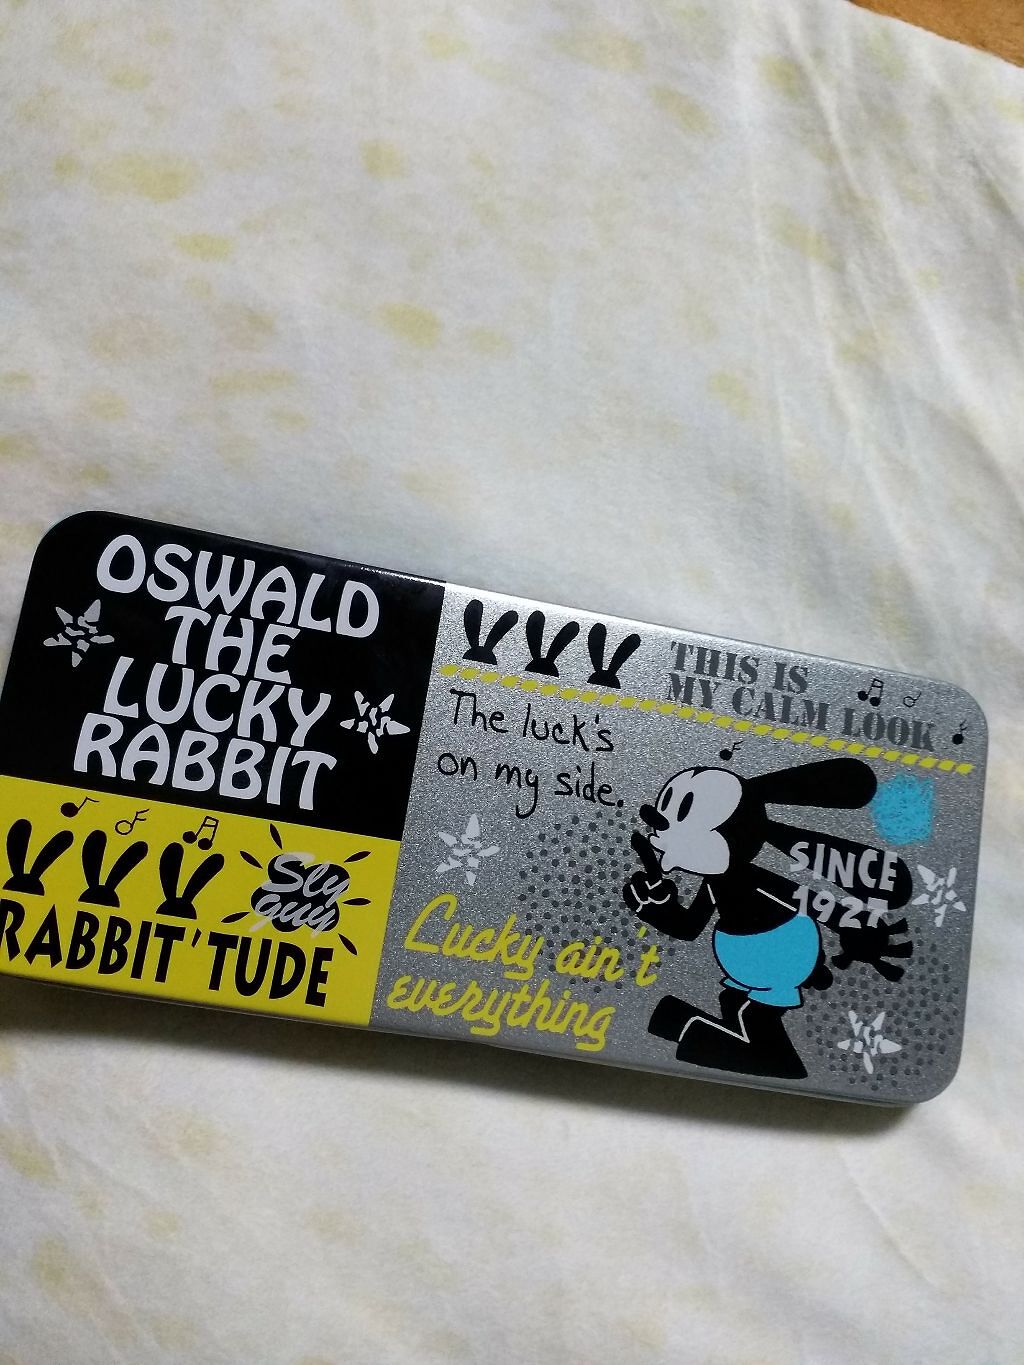 OSWALD
THE
LUCKY
RABBIT
Sly
guy
RABBIT'TUDE
THIS IS
MY CALM LOOK
The luck's
on my side.
SINCE
1927
Lucky ain't
everything